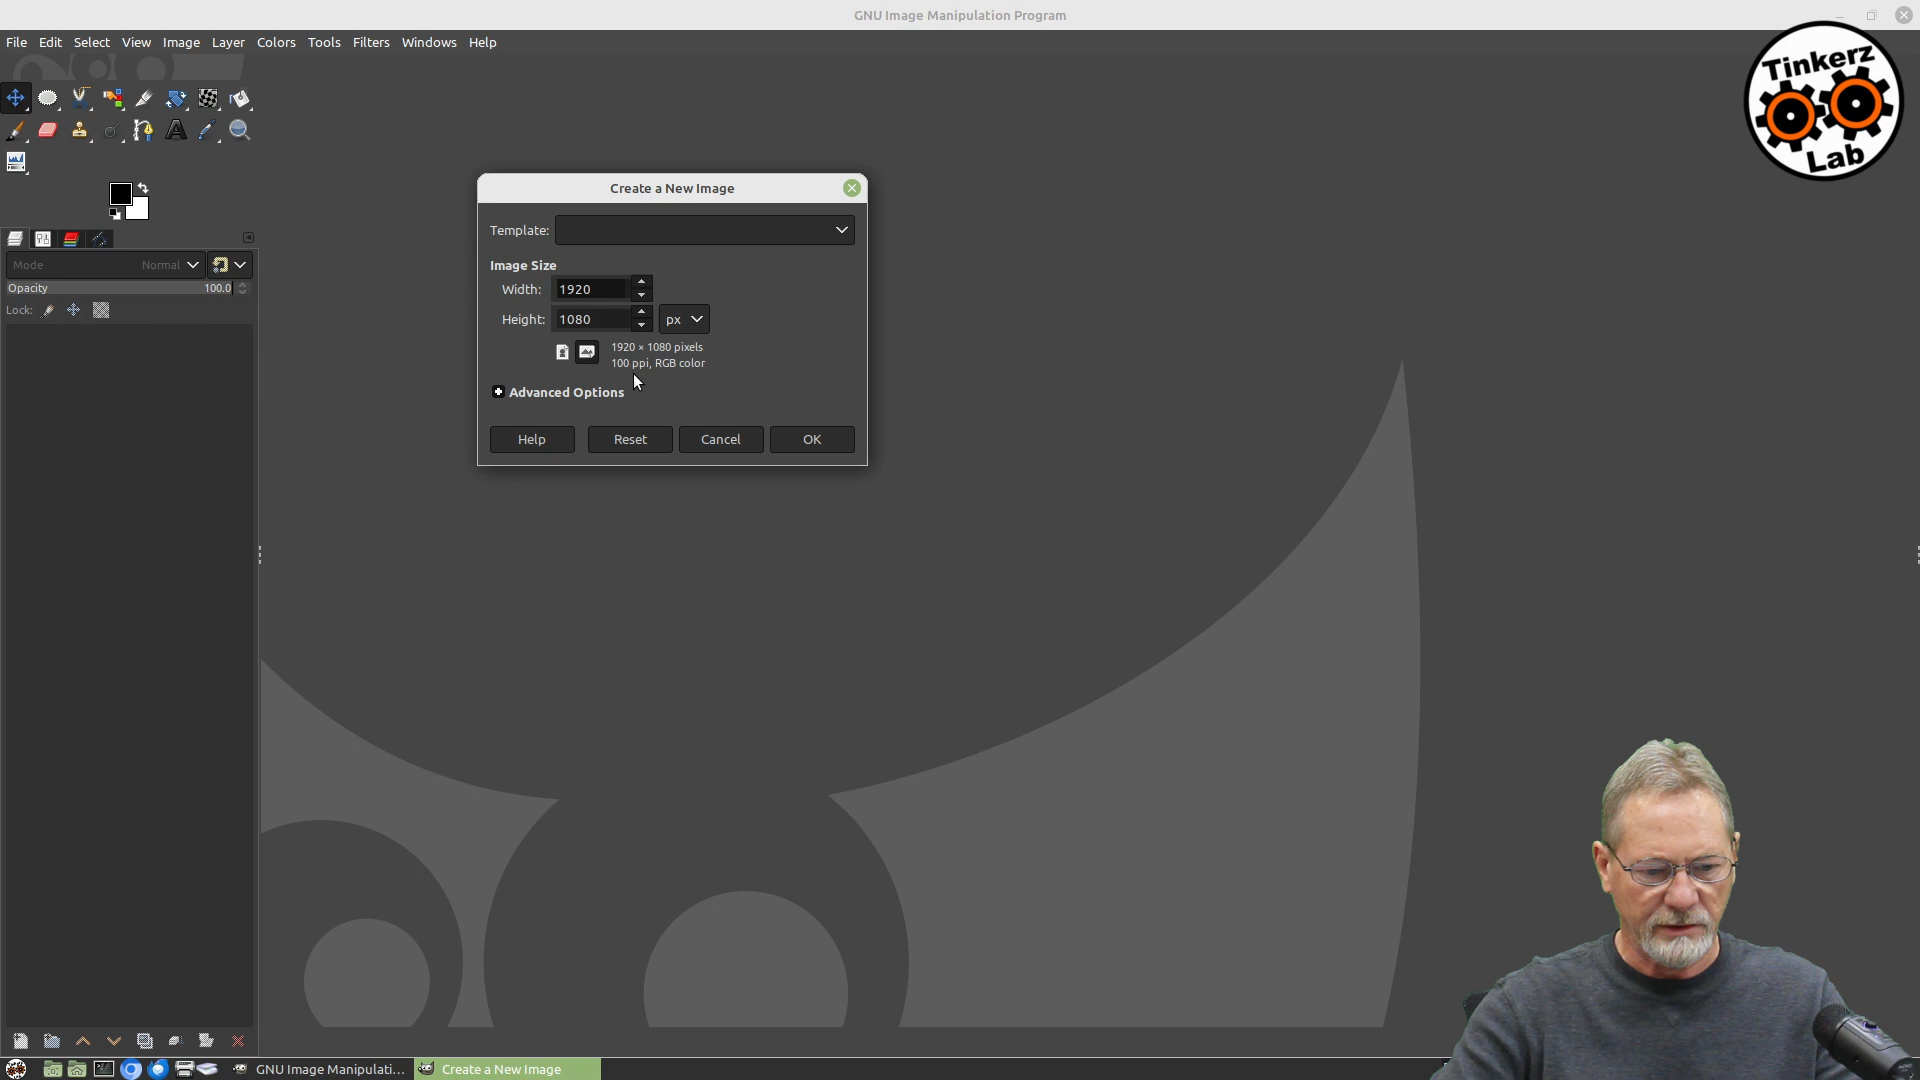 GNU Image Manipulation Program
File Edit Select View Image Layer Colors Tools Filters Windows Help
Tinkerz
Lab
Create a New Image
Template:
Image Size
Width: 1920
Height: 1080 px
1920 × 1080 pixels
100 ppi, RGB color
Advanced Options
Help Reset Cancel OK
Mode Normal
Opacity 100.0
Lock:
GNU Image Manipulati...
Create a New Image